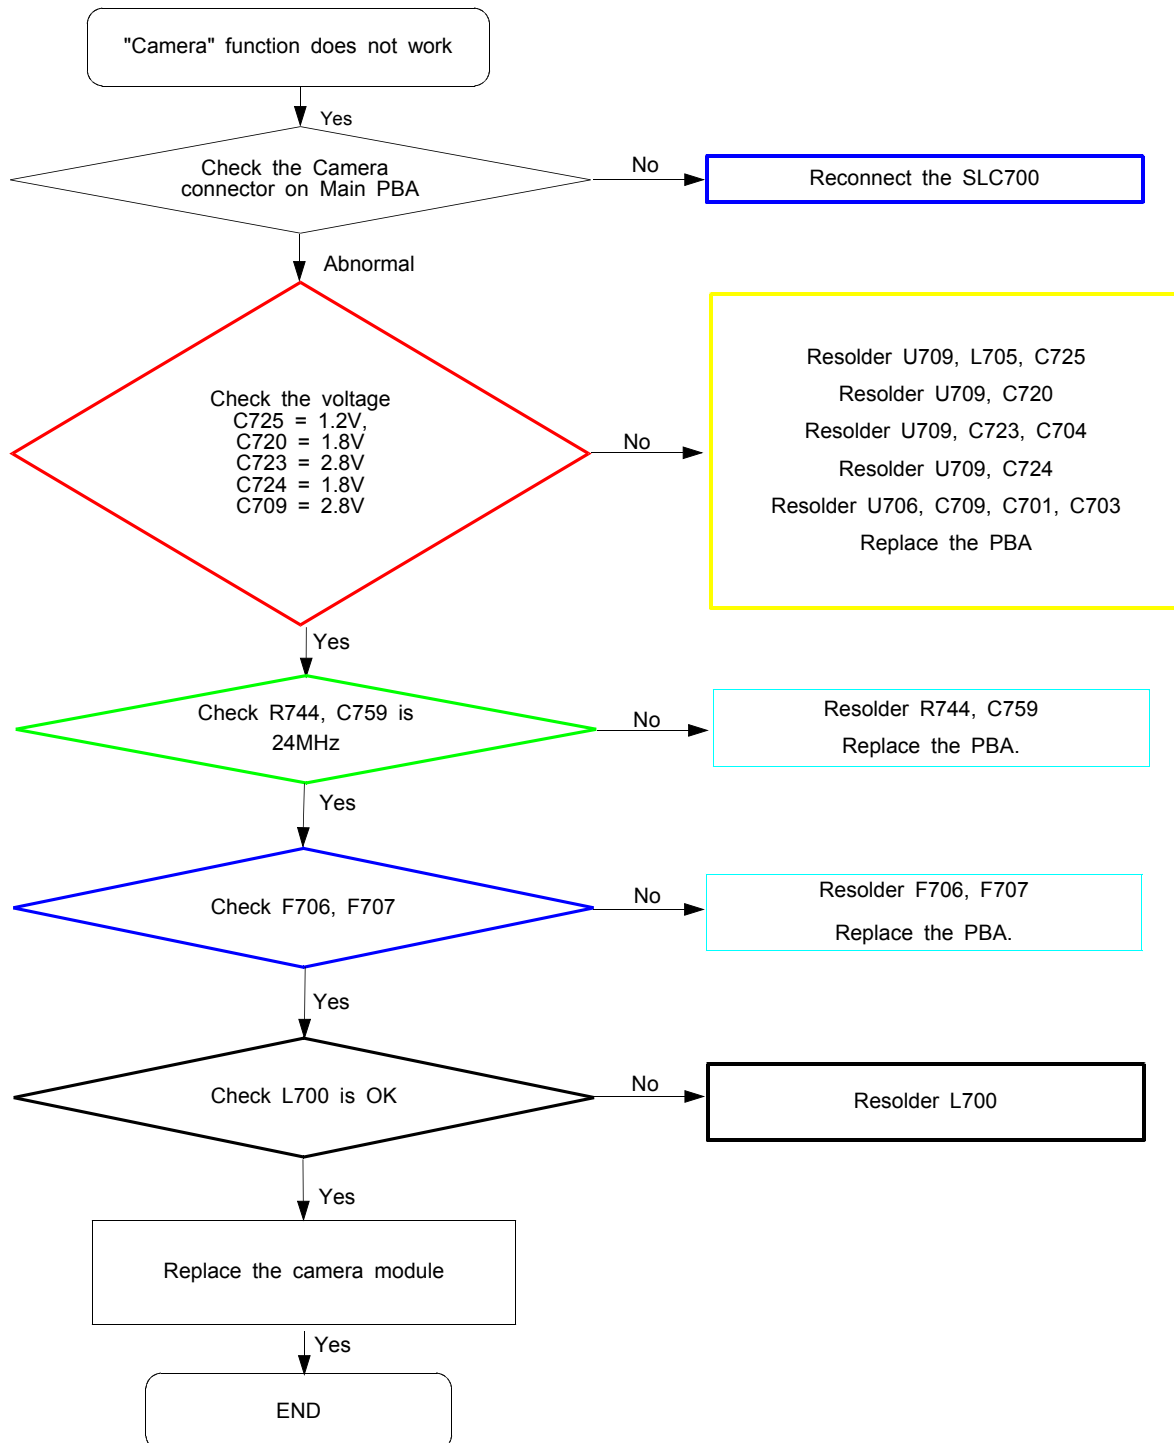 "Camera" function does not work
Yes
Check the Camera
connector on Main PBA
No
Reconnect the SLC700
Abnormal
Check the voltage
C725 = 1.2V,
C720 = 1.8V
C723 = 2.8V
C724 = 1.8V
C709 = 2.8V
No
Resolder U709, L705, C725
Resolder U709, C720
Resolder U709, C723, C704
Resolder U709, C724
Resolder U706, C709, C701, C703
Replace the PBA
Yes
Check R744, C759 is
24MHz
No
Resolder R744, C759
Replace the PBA.
Yes
Check F706, F707
No
Resolder F706, F707
Replace the PBA.
Yes
Check L700 is OK
No
Resolder L700
Yes
Replace the camera module
Yes
END